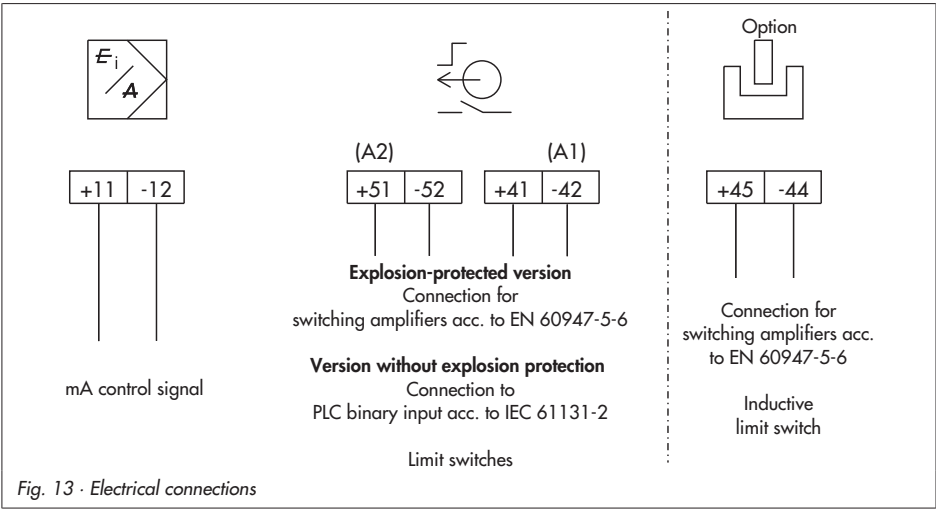 E i
A
+11 -12
mA control signal
(A2) (A1)
+51 -52 +41 -42
Explosion-protected version
Connection for
switching amplifiers acc. to EN 60947-5-6
Version without explosion protection
Connection to
PLC binary input acc. to IEC 61131-2
Limit switches
Option
+45 -44
Connection for
switching amplifiers acc.
to EN 60947-5-6
Inductive
limit switch
Fig. 13 · Electrical connections